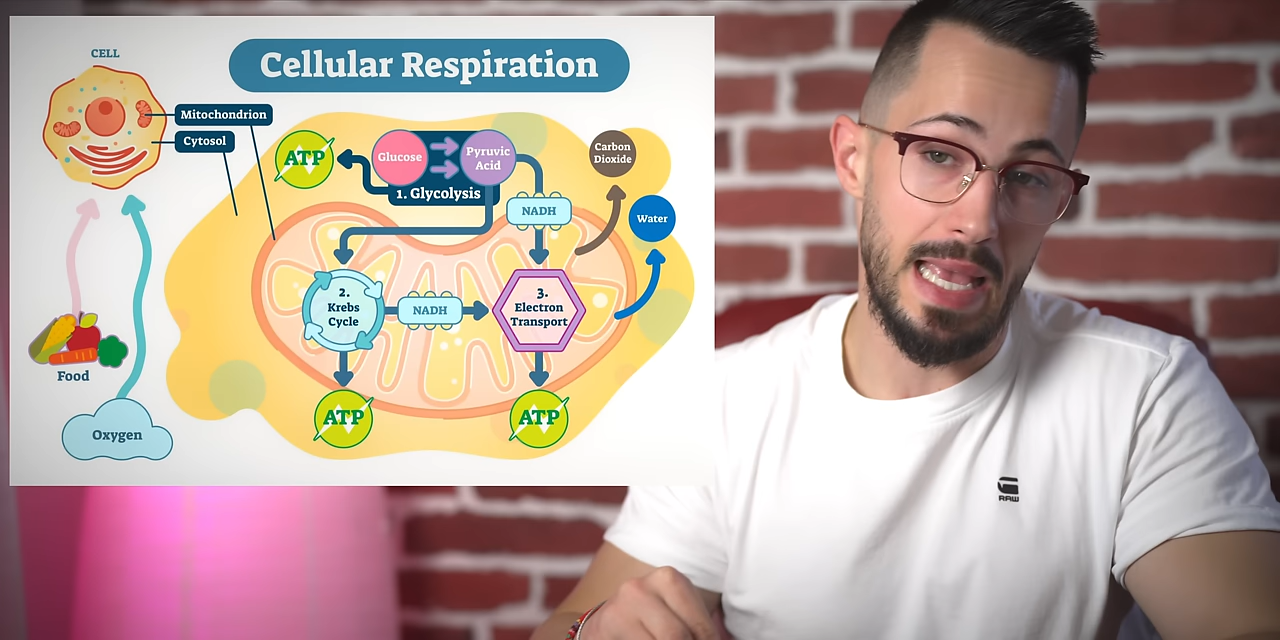 Cellular Respiration
CELL
Mitochondrion
Cytosol
ATP
Glucose
Pyruvic
Acid
1. Glycolysis
Carbon
Dioxide
NADH
Water
2.
Krebs
Cycle
NADH
3.
Electron
Transport
Food
Oxygen
ATP
ATP
RAW